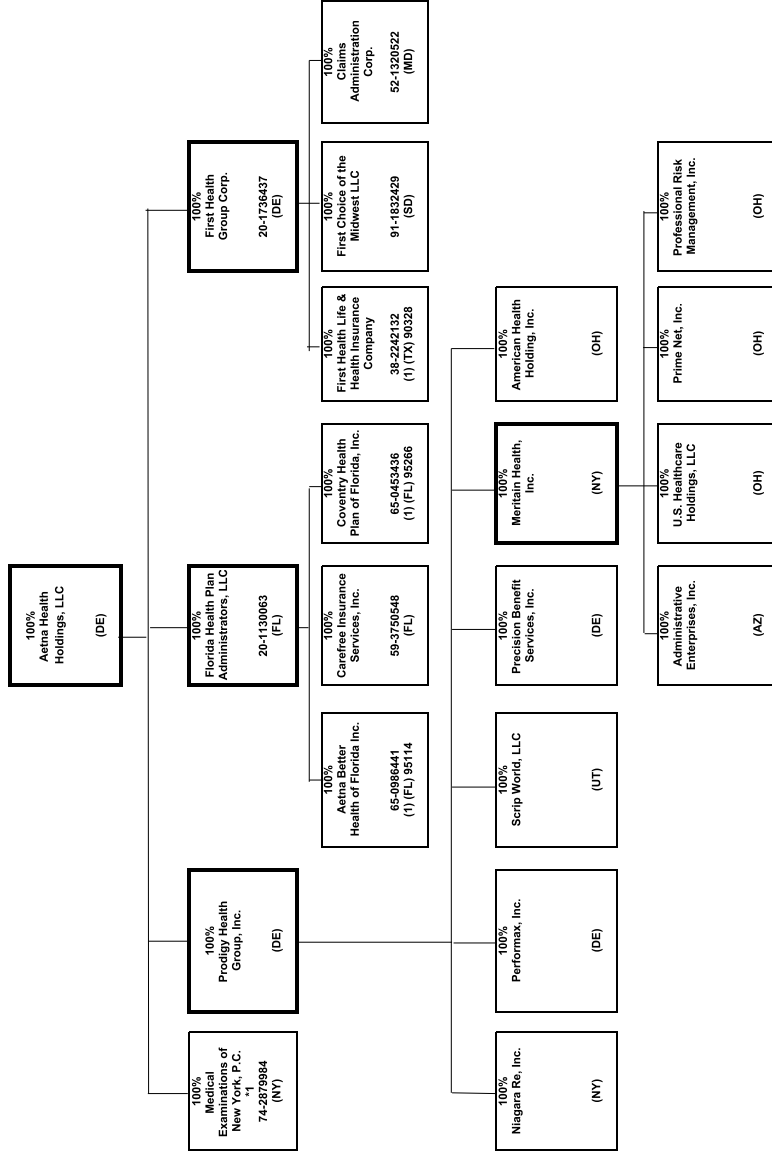 100%
Aetna Health
Holdings, LLC
(DE)
100%
Medical
Examinations of
New York, P.C.
*1
74-2879984
(NY)
100%
Prodigy Health
Group, Inc.
(DE)
100%
Florida Health Plan
Administrators, LLC
20-1130063
(FL)
100%
First Health
Group Corp.
20-1736437
(DE)
100%
Aetna Better
Health of Florida Inc.
65-0986441
(1) (FL) 95114
100%
Carefree Insurance
Services, Inc.
59-3750548
(FL)
100%
Coventry Health
Plan of Florida, Inc.
65-0453436
(1) (FL) 95266
100%
First Health Life &
Health Insurance
Company
38-2242132
(1) (TX) 90328
100%
First Choice of the
Midwest LLC
91-1832429
(SD)
100%
Claims
Administration
Corp.
52-1320522
(MD)
100%
Niagara Re, Inc.
(NY)
100%
Performax, Inc.
(DE)
100%
Scrip World, LLC
(UT)
100%
Precision Benefit
Services, Inc.
(DE)
100%
Meritain Health,
Inc.
(NY)
100%
American Health
Holding, Inc.
(OH)
100%
Administrative
Enterprises, Inc.
(AZ)
100%
U.S. Healthcare
Holdings, LLC
(OH)
100%
Prime Net, Inc.
(OH)
100%
Professional Risk
Management, Inc.
(OH)